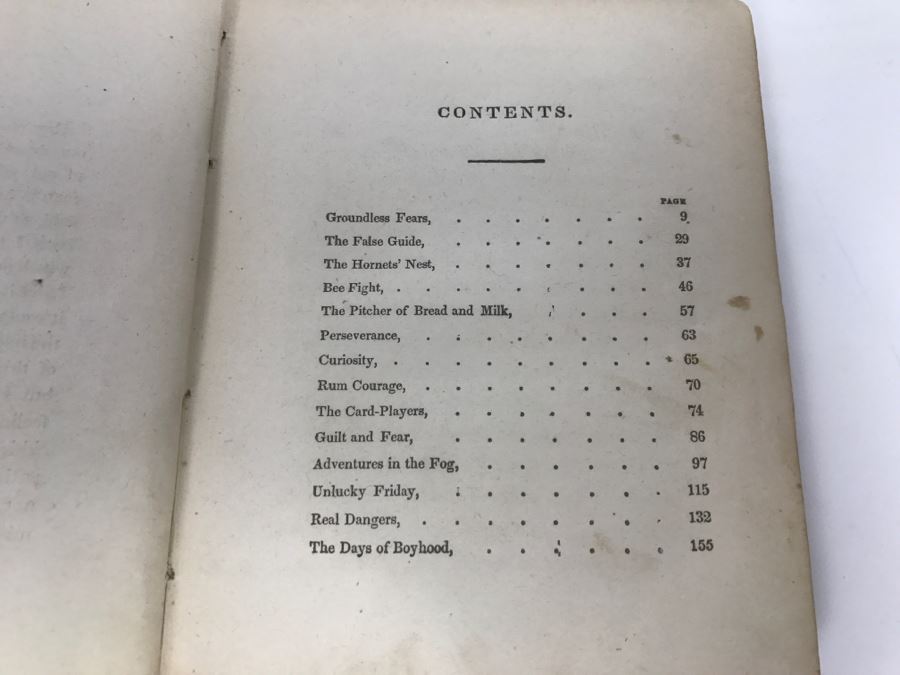 CONTENTS.
PAGE
Groundless Fears, . . . . . . . 9
The False Guide, . . . . . . . 29
The Hornets' Nest, . . . . . . . 37
Bee Fight, . . . . . . . . . 46
The Pitcher of Bread and Milk, . . . . 57
Perseverance, . . . . . . . . 63
Curiosity, . . . . . . . . . 65
Rum Courage, . . . . . . . . 70
The Card-Players, . . . . . . . 74
Guilt and Fear, . . . . . . . 86
Adventures in the Fog, . . . . . . 97
Unlucky Friday, . . . . . . . 115
Real Dangers, . . . . . . . . 132
The Days of Boyhood, . . . . . . 155